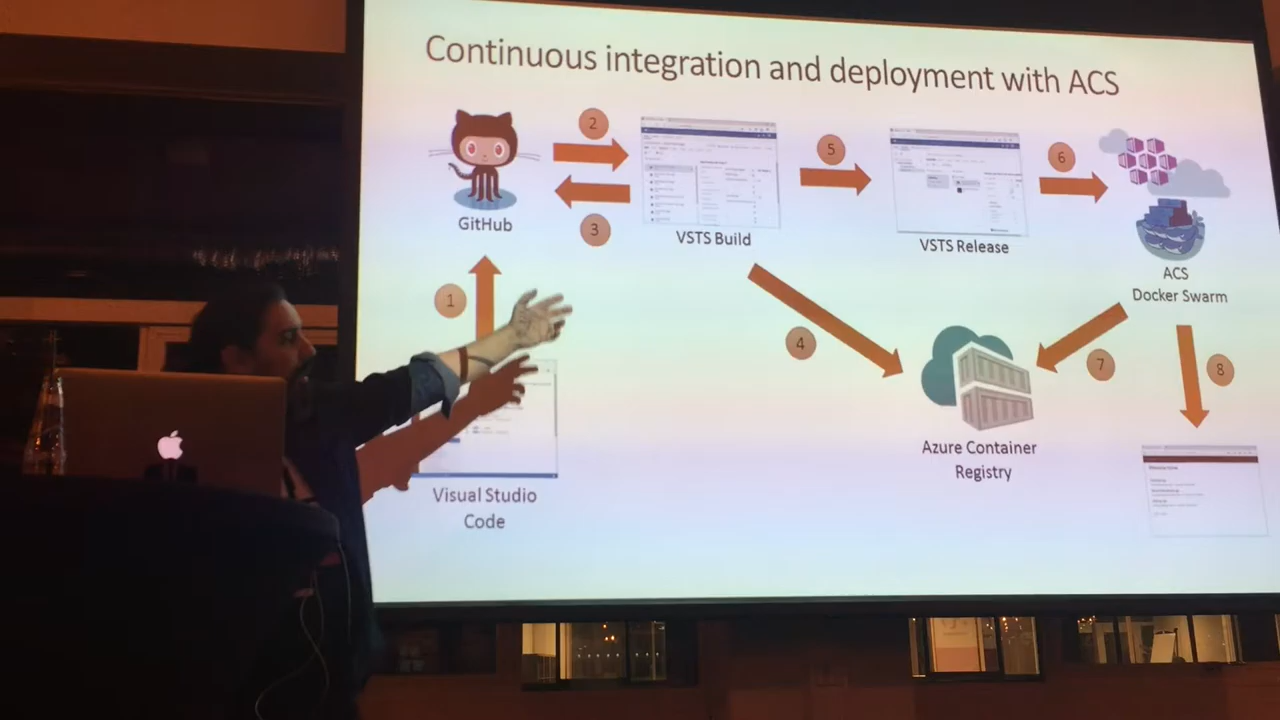 Continuous integration and deployment with ACS
2
5
6
GitHub
3
VSTS Build
VSTS Release
ACS
Docker Swarm
1
4
7
8
Azure Container
Registry
Visual Studio
Code